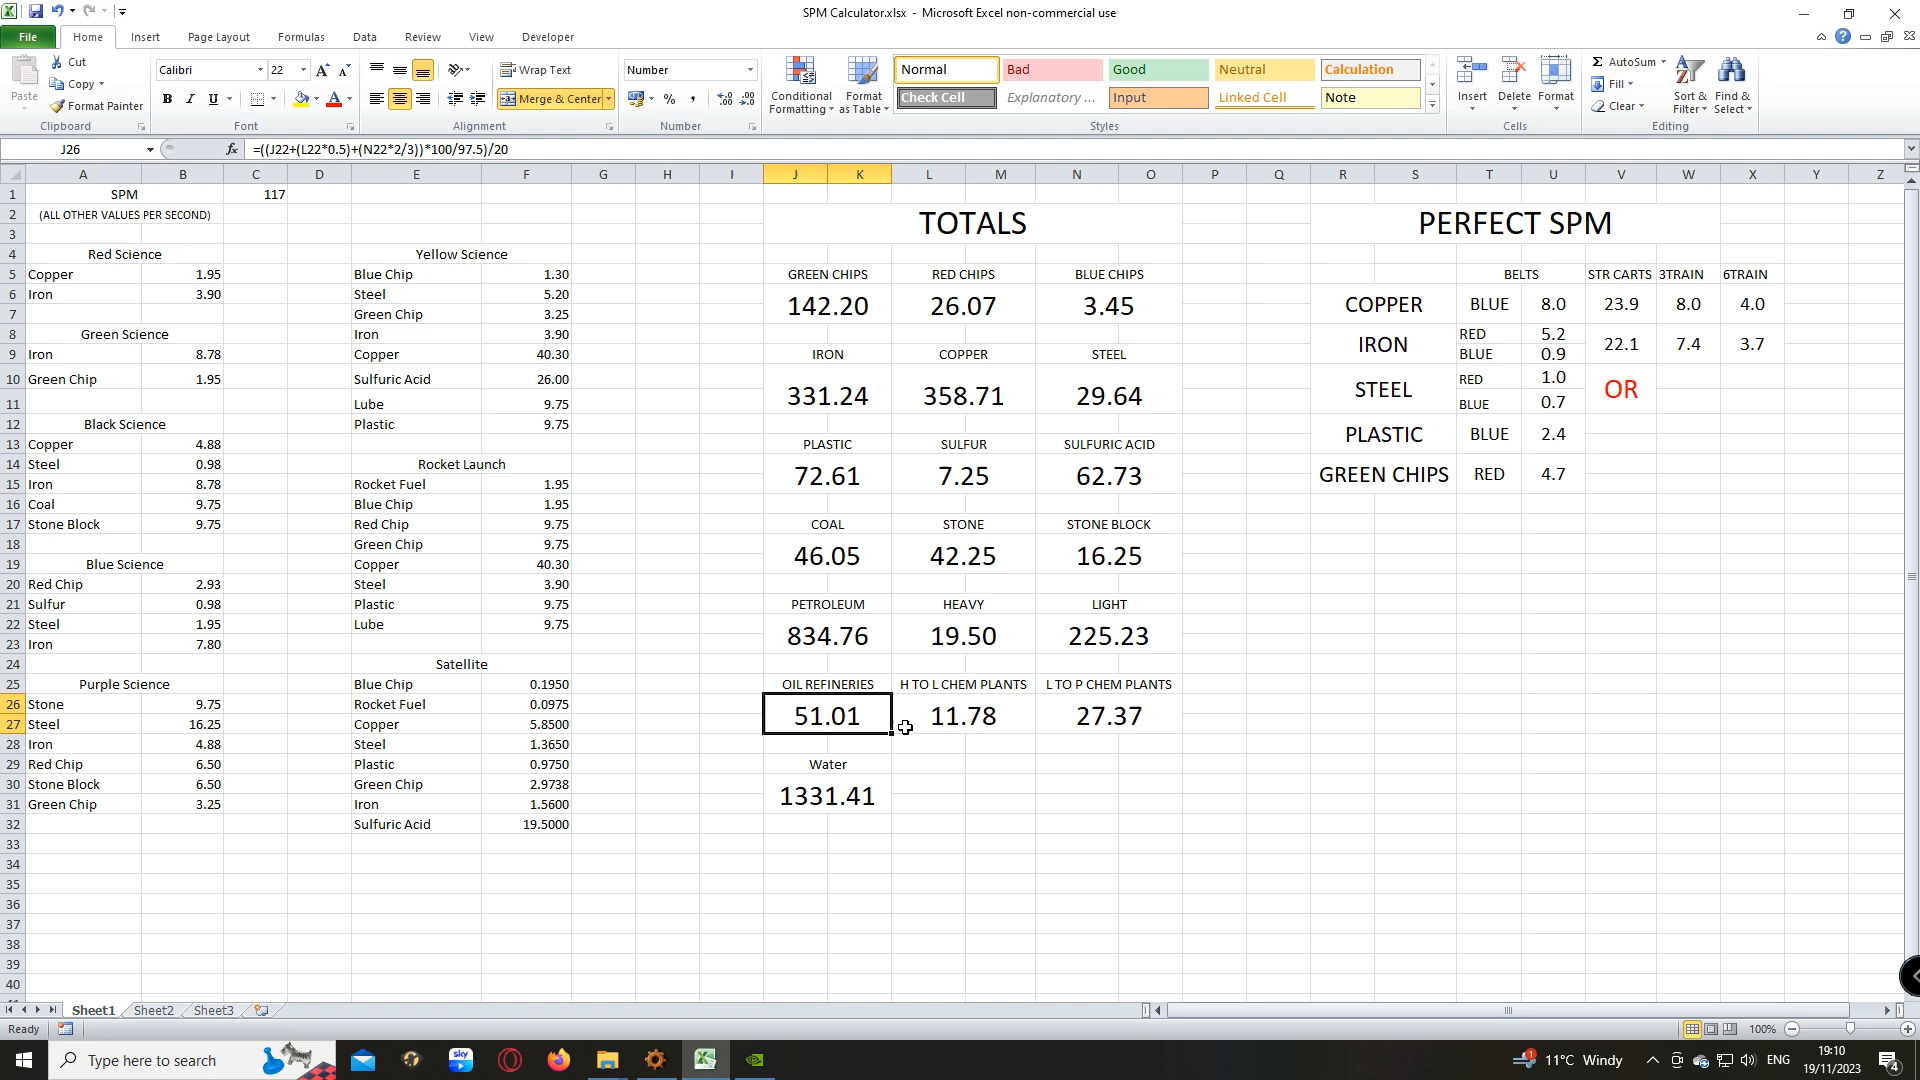 SPM Calculator.xlsx - Microsoft Excel non-commercial use
File Home Insert Page Layout Formulas Data Review View Developer
Paste Cut Copy Format Painter Clipboard
Calibri 22 A A B I U A Font
Wrap Text Merge & Center Alignment
Number % , Number
Conditional Formatting Format as Table
Normal Bad Good Neutral Calculation
Check Cell Explanatory ... Input Linked Cell Note
Styles
Insert Delete Format Cells
Σ AutoSum Fill Clear Sort & Filter Find & Select Editing
J26 fx =((J22+(L22*0.5)+(N22*2/3))*100/97.5)/20
A B C D E F G H I J K L M N O P Q R S T U V W X Y Z
1 SPM 117
2 (ALL OTHER VALUES PER SECOND)
TOTALS PERFECT SPM
3
4 Red Science Yellow Science
5 Copper 1.95 Blue Chip 1.30 GREEN CHIPS RED CHIPS BLUE CHIPS BELTS STR CARTS 3TRAIN 6TRAIN
6 Iron 3.90 Steel 5.20 142.20 26.07 3.45 COPPER BLUE 8.0 23.9 8.0 4.0
7 Green Chip 3.25
8 Green Science Iron 3.90 IRON RED 5.2 22.1 7.4 3.7
9 Iron 8.78 Copper 40.30 IRON COPPER STEEL BLUE 0.9
10 Green Chip 1.95 Sulfuric Acid 26.00 331.24 358.71 29.64 STEEL RED 1.0 OR
11 Lube 9.75 BLUE 0.7
12 Black Science Plastic 9.75 PLASTIC BLUE 2.4
13 Copper 4.88 PLASTIC SULFUR SULFURIC ACID
14 Steel 0.98 Rocket Launch 72.61 7.25 62.73 GREEN CHIPS RED 4.7
15 Iron 8.78 Rocket Fuel 1.95
16 Coal 9.75 Blue Chip 1.95
17 Stone Block 9.75 Red Chip 9.75 COAL STONE STONE BLOCK
18 Green Chip 9.75 46.05 42.25 16.25
19 Blue Science Copper 40.30
20 Red Chip 2.93 Steel 3.90
21 Sulfur 0.98 Plastic 9.75 PETROLEUM HEAVY LIGHT
22 Steel 1.95 Lube 9.75 834.76 19.50 225.23
23 Iron 7.80
24 Satellite
25 Purple Science Blue Chip 0.1950 OIL REFINERIES H TO L CHEM PLANTS L TO P CHEM PLANTS
26 Stone 9.75 Rocket Fuel 0.0975 51.01 11.78 27.37
27 Steel 16.25 Copper 5.8500
28 Iron 4.88 Steel 1.3650
29 Red Chip 6.50 Plastic 0.9750 Water
30 Stone Block 6.50 Green Chip 2.9738 1331.41
31 Green Chip 3.25 Iron 1.5600
32 Sulfuric Acid 19.5000
33
34
35
36
37
38
39
40
Sheet1 Sheet2 Sheet3
Ready 100%
Type here to search sky 11°C Windy ENG 19:10
19/11/2023 4